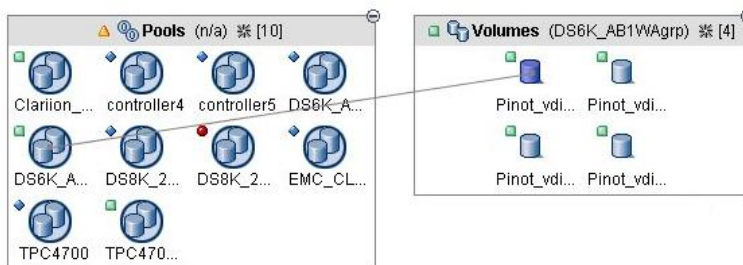 Pools (n/a) [10]
Clariion_... controller4 controller5 DS6K_A...
DS6K_A... DS8K_2... DS8K_2... EMC_CL...
TPC4700 TPC470...
Volumes (DS6K_AB1WAgrp) [4]
Pinot_vdi... Pinot_vdi...
Pinot_vdi... Pinot_vdi...